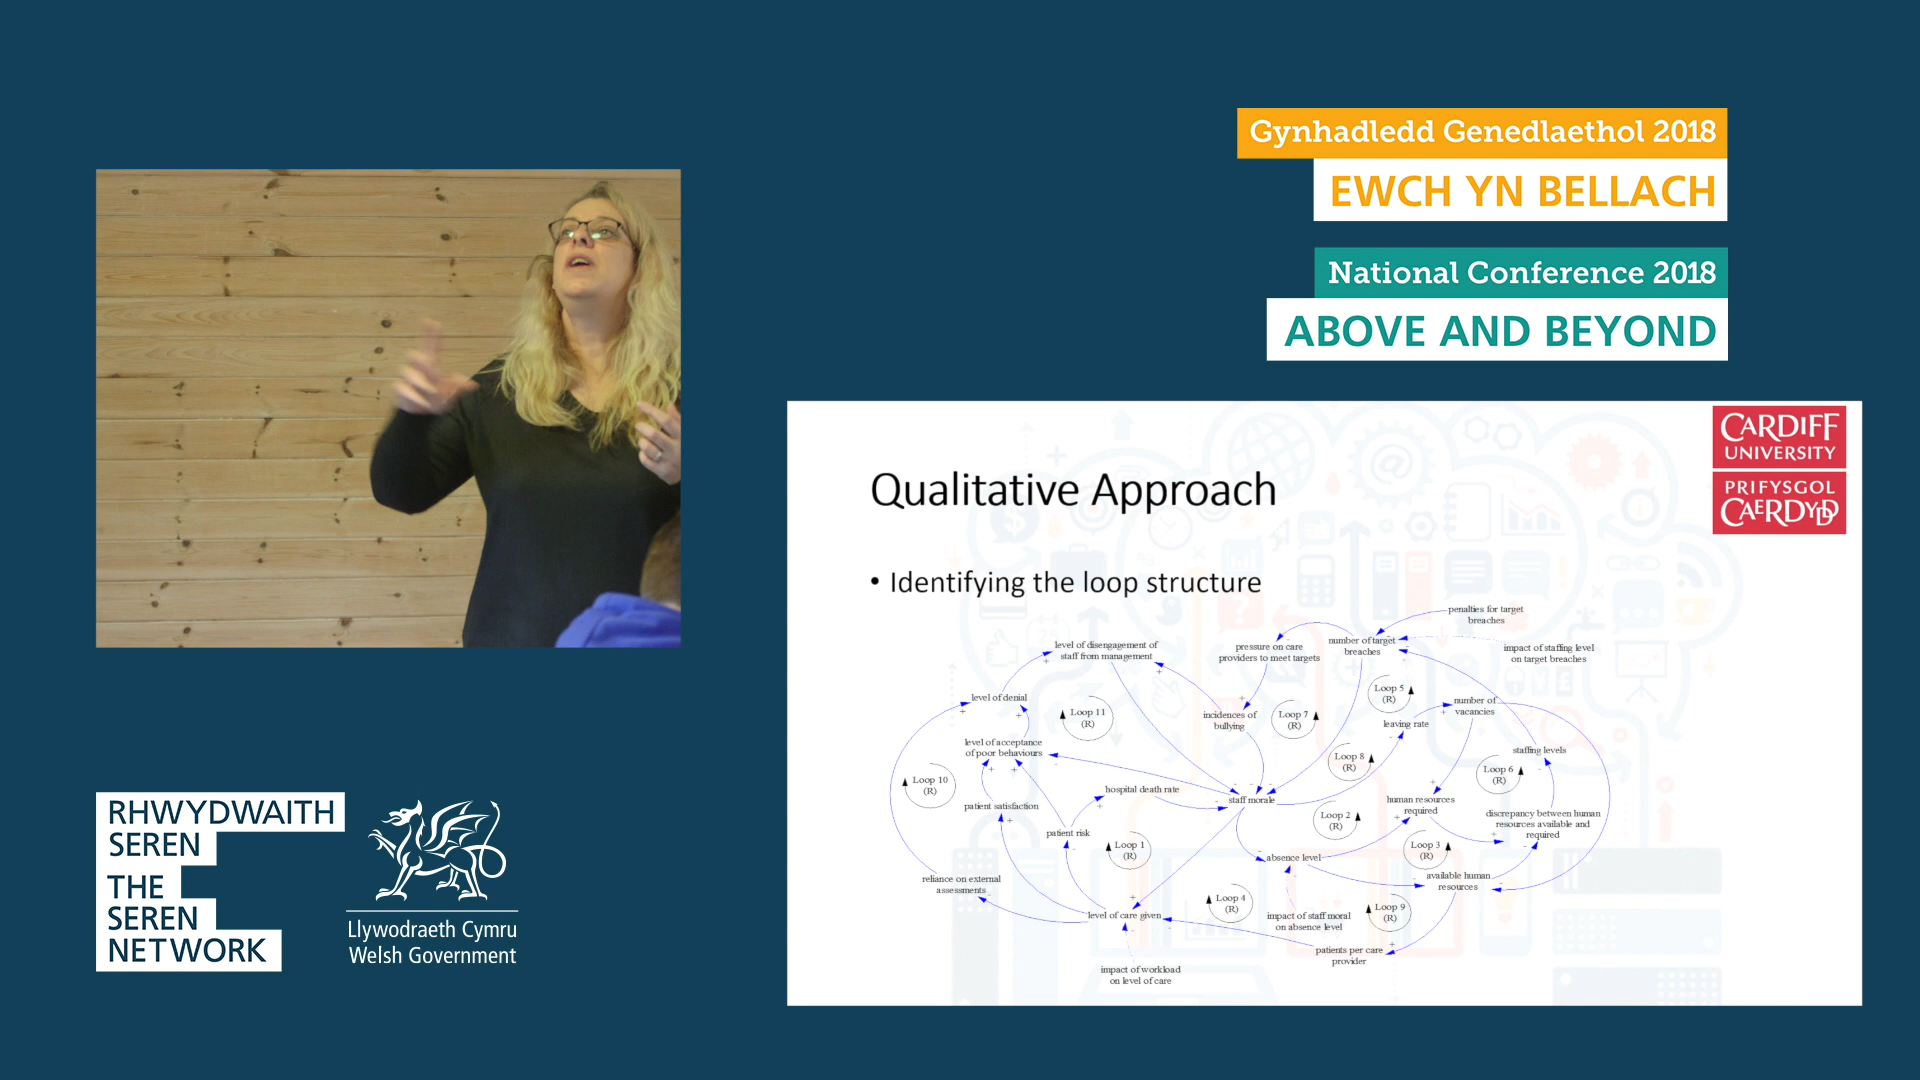 Gynhadledd Genedlaethol 2018
EWCH YN BELLACH
National Conference 2018
ABOVE AND BEYOND
CARDIFF
UNIVERSITY
PRIFYSGOL
CAERDYDD
Qualitative Approach
• Identifying the loop structure
penalties for target
breaches
level of disengagement of
staff from management
pressure on care
providers to meet targets
number of target
breaches
impact of staffing level
on target breaches
level of denial
Loop 11
(R)
incidences of
bullying
Loop 7
(R)
Loop 5
(R)
leaving rate
number of
vacancies
level of acceptance
of poor behaviours
Loop 8
(R)
staffing levels
Loop 10
(R)
Loop 6
(R)
hospital death rate
patient satisfaction
staff morale
human resources
required
patient risk
Loop 2
(R)
discrepancy between human
resources available and
required
Loop 1
(R)
absence level
Loop 3
(R)
reliance on external
assessments
available human
resources
level of care given
Loop 4
(R)
impact of staff moral
on absence level
Loop 9
(R)
patients per care
provider
impact of workload
on level of care
RHWYDWAITH
SEREN
THE
SEREN
NETWORK
Llywodraeth Cymru
Welsh Government